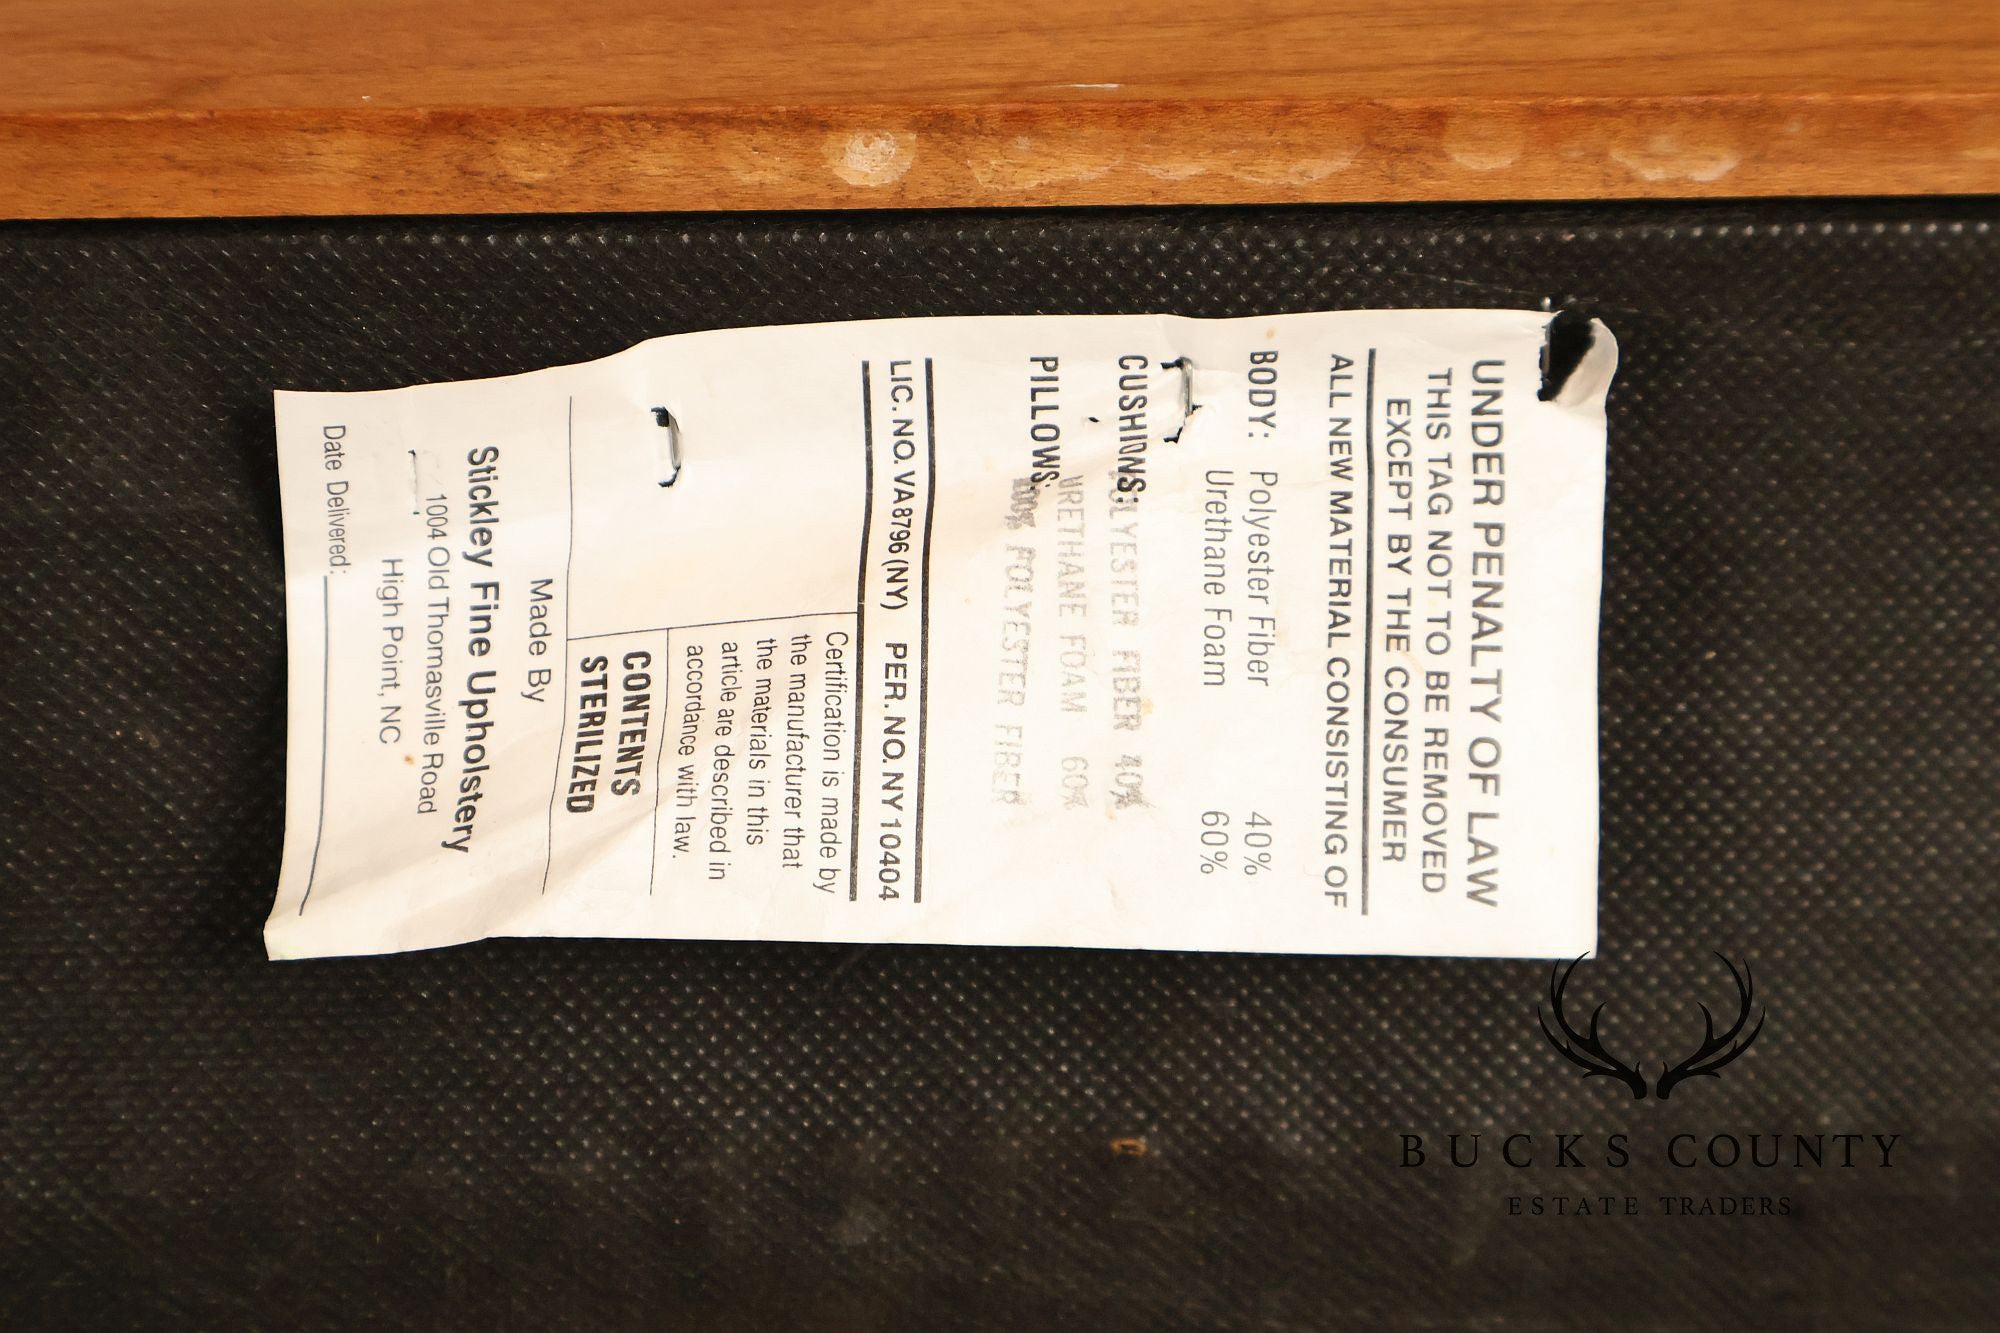 UNDER PENALTY OF LAW
THIS TAG NOT TO BE REMOVED
EXCEPT BY THE CONSUMER
ALL NEW MATERIAL CONSISTING OF
BODY: Polyester Fiber 40%
Urethane Foam 60%
CUSHIONS: POLYESTER FIBER 40%
URETHANE FOAM 60%
PILLOWS: 100% POLYESTER FIBER
LIC. NO. VA 8796 (NY) PER. NO. NY 10404
Certification is made by
the manufacturer that
the materials in this
article are described in
accordance with law.
CONTENTS
STERILIZED
Made By
Stickley Fine Upholstery
1004 Old Thomasville Road
High Point, NC
Date Delivered:
BUCKS COUNTY
ESTATE TRADERS